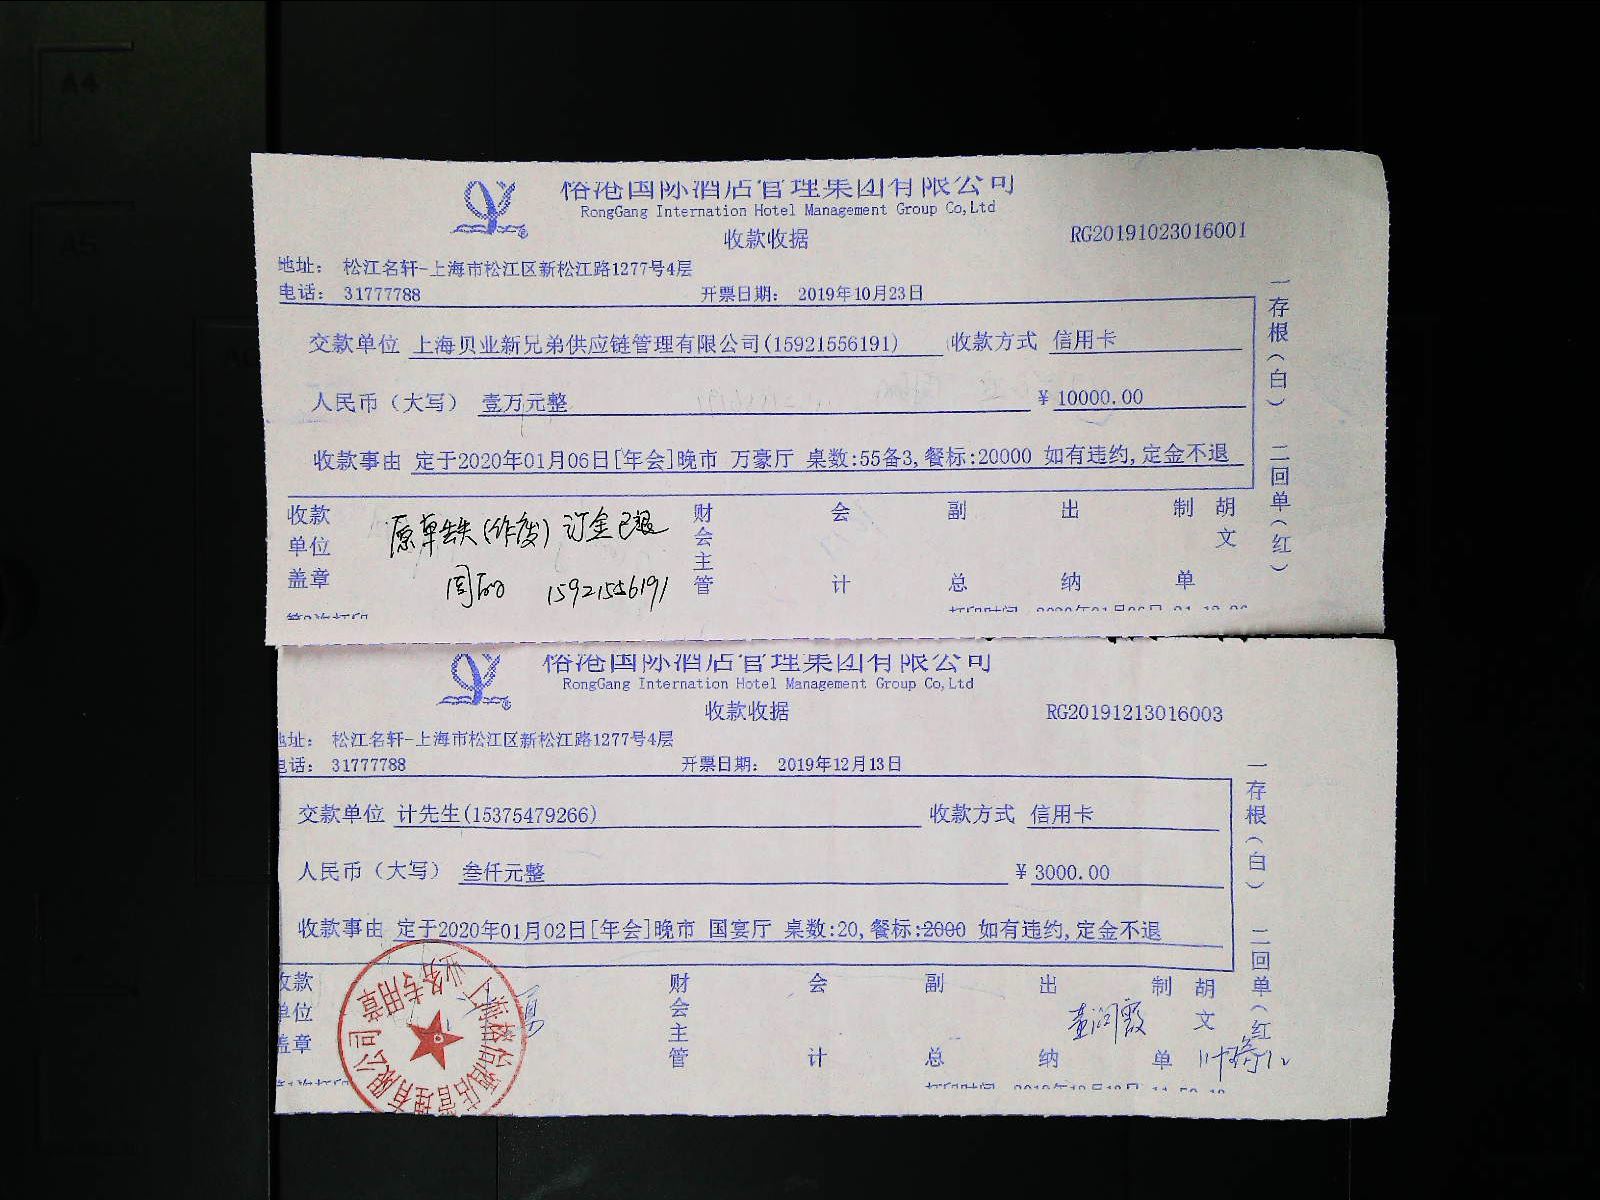 榕港国际酒店管理集团有限公司
RongGang International Hotel Management Group Co,Ltd
收款收据
RG20191023016001
地址： 松江名轩-上海市松江区新松江路1277号4层
电话： 31777788 开票日期： 2019年10月23日
交款单位 上海贝业新兄弟供应链管理有限公司(15921556191) 收款方式 信用卡
人民币（大写） 壹万元整 ¥ 10000.00
收款事由 定于2020年01月06日[年会]晚市 万豪厅 桌数:55备3,餐标:20000 如有违约,定金不退
收款单位盖章 财会主管 会计 副总 出纳 制单 胡文
原单丢失(作废) 订金已退
15921556191
一存根(白) 二回单(红)
榕港国际酒店管理集团有限公司
RongGang International Hotel Management Group Co,Ltd
收款收据
RG20191213016003
地址： 松江名轩-上海市松江区新松江路1277号4层
电话： 31777788 开票日期： 2019年12月13日
交款单位 计先生(15375479266) 收款方式 信用卡
人民币（大写） 叁仟元整 ¥ 3000.00
收款事由 定于2020年01月02日[年会]晚市 国宴厅 桌数:20,餐标:2000 如有违约,定金不退
收款单位盖章 财会主管 会计 副总 出纳 制单 胡文
黄润霞
业务专用章
一存根(白) 二回单(红)